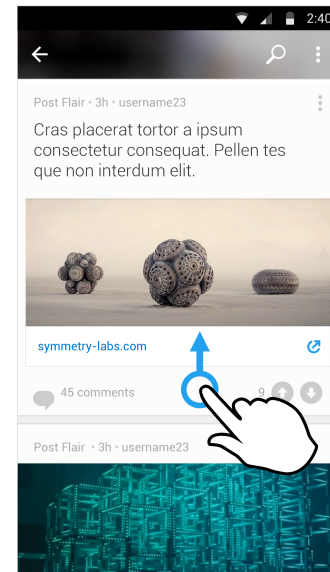 2:40
Post Flair · 3h · username23
Cras placerat tortor a ipsum
consectetur consequat. Pellen tes
que non interdum elit.
symmetry-labs.com
45 comments
9
Post Flair · 3h · username23